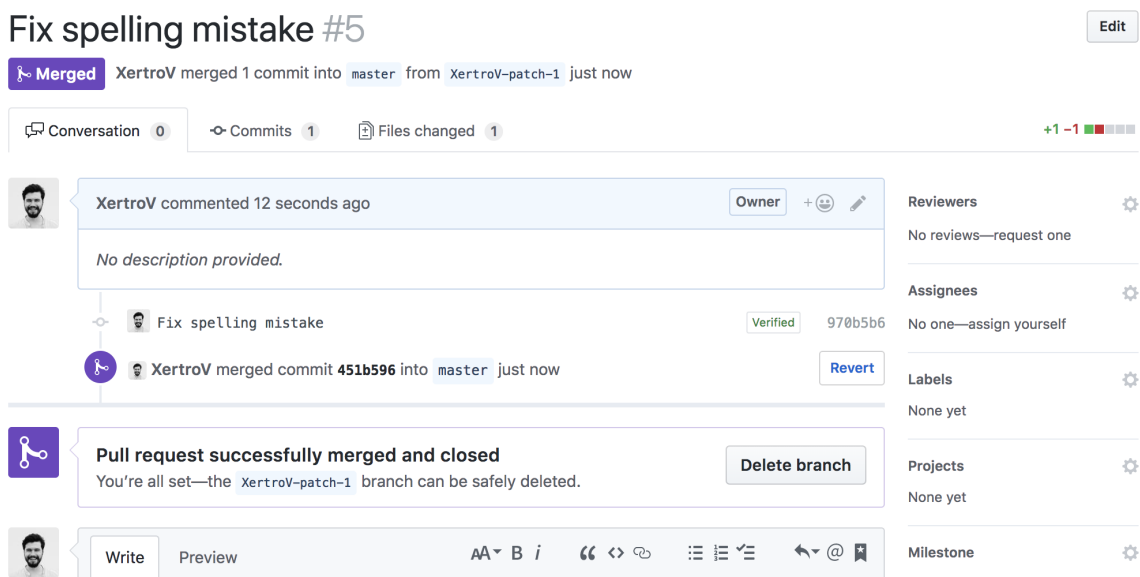 Fix spelling mistake #5
Edit
Merged XertroV merged 1 commit into master from XertroV-patch-1 just now
Conversation 0 Commits 1 Files changed 1 +1 −1
XertroV commented 12 seconds ago Owner
No description provided.
Fix spelling mistake Verified 970b5b6
XertroV merged commit 451b596 into master just now Revert
Pull request successfully merged and closed
You’re all set—the XertroV-patch-1 branch can be safely deleted.
Delete branch
Write Preview AA B i @
Reviewers
No reviews—request one
Assignees
No one—assign yourself
Labels
None yet
Projects
None yet
Milestone